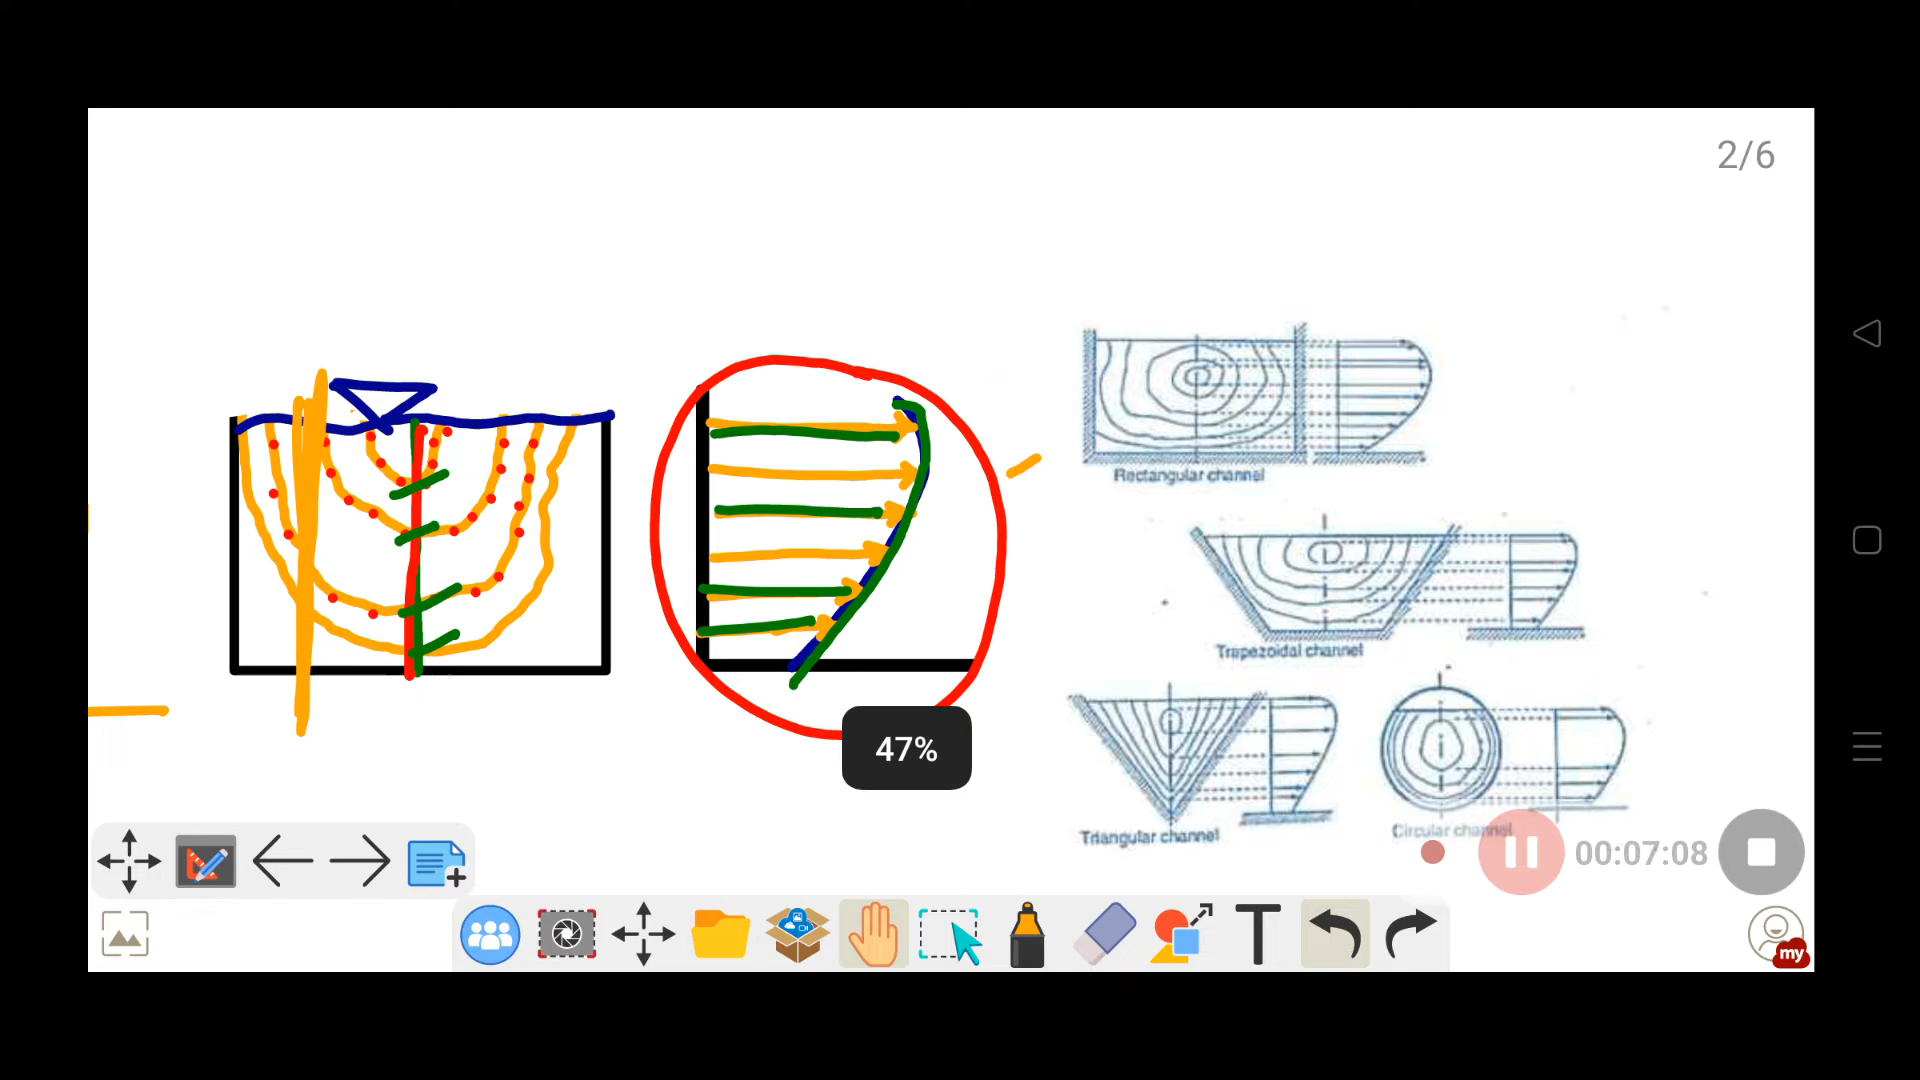 2/6
Rectangular channel
Trapezoidal channel
47%
Triangular channel
Circular channel
00:07:08
T
my